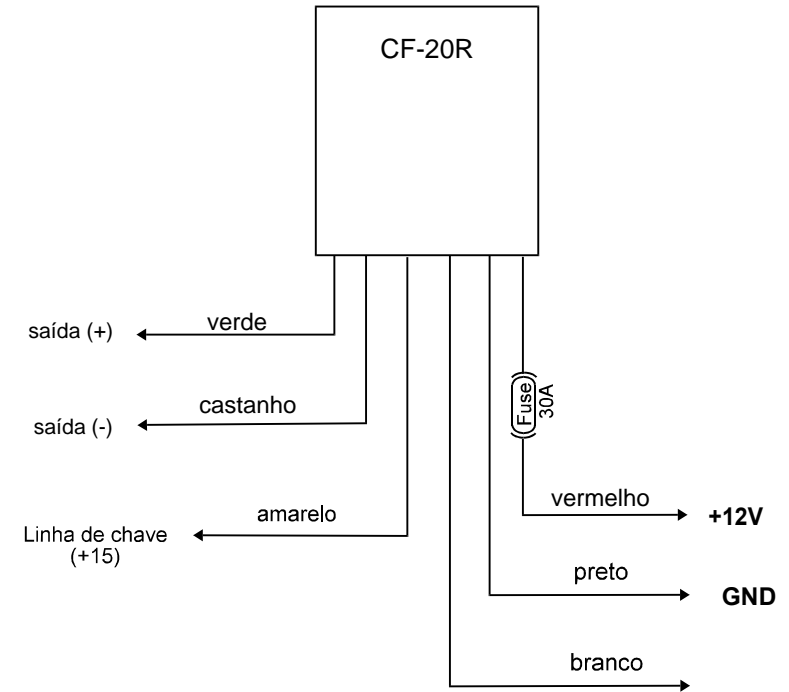 CF-20R
verde
saída (+)
castanho
saída (-)
Fuse
30A
vermelho
+12V
amarelo
Linha de chave
(+15)
preto
GND
branco